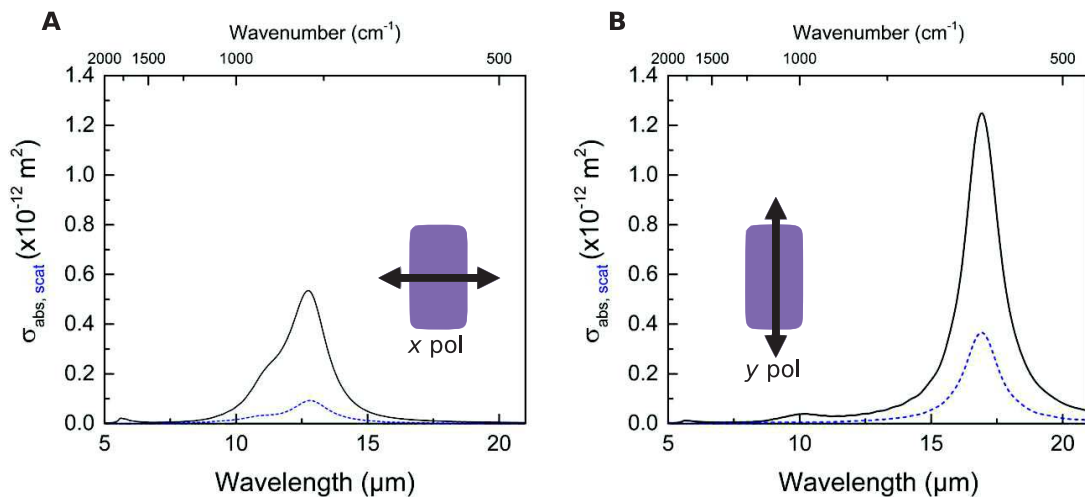 A
Wavenumber (cm⁻¹)
2000 1500 1000 500
1.4
1.2
1.0
0.8
0.6
0.4
0.2
0.0
σabs, scat (x10⁻¹² m²)
x pol
5 10 15 20
Wavelength (µm)
B
Wavenumber (cm⁻¹)
2000 1500 1000 500
1.4
1.2
1.0
0.8
0.6
0.4
0.2
0.0
σabs, scat (x10⁻¹² m²)
y pol
5 10 15 20
Wavelength (µm)